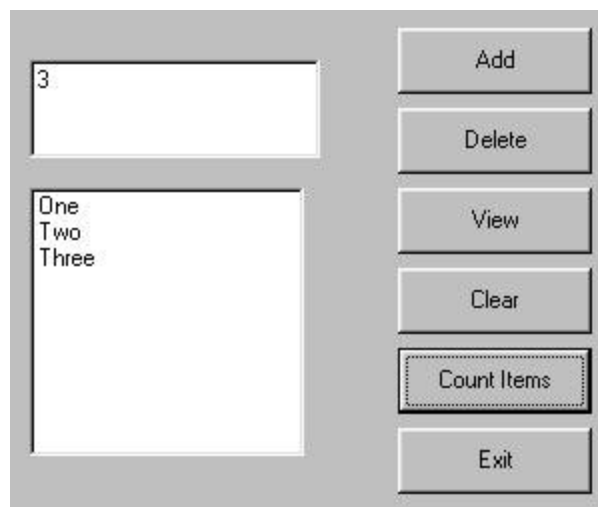 3
One
Two
Three
Add
Delete
View
Clear
Count Items
Exit